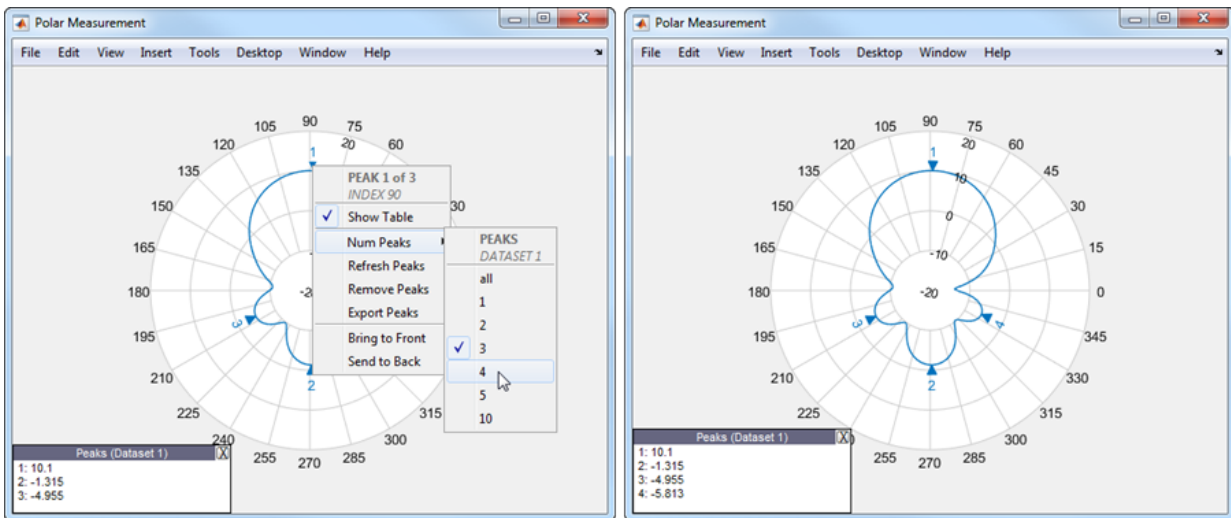 Polar Measurement
File Edit View Insert Tools Desktop Window Help
90
105 75
120 20 60
1
135
PEAK 1 of 3
INDEX 90
150 30
Show Table
Num Peaks
PEAKS
DATASET 1
165
Refresh Peaks
all
180
Remove Peaks
1
Export Peaks
2
3
195
Bring to Front
3
Send to Back
4
210
2
5
225 315
10
240 300
255 270 285
Peaks (Dataset 1) X
1: 10.1
2: -1.315
3: -4.955
Polar Measurement
File Edit View Insert Tools Desktop Window Help
90
105 75
120 20 60
1
135 45
10
150 30
0
165 15
-10
180 -20 0
3 4
195 345
210 330
2
225 315
300
255 270 285
Peaks (Dataset 1) X
1: 10.1
2: -1.315
3: -4.955
4: -5.813